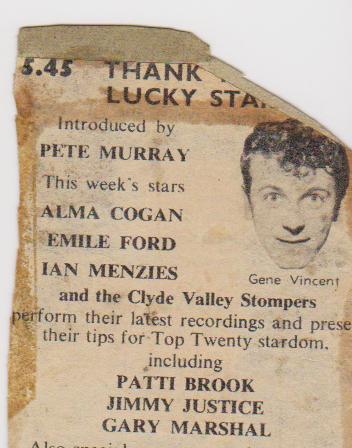 5.45 THANK
LUCKY STA
Introduced by
PETE MURRAY
This week's stars
ALMA COGAN
EMILE FORD
IAN MENZIES
Gene Vincent
and the Clyde Valley Stompers
perform their latest recordings and prese
their tips for Top Twenty stardom.
including
PATTI BROOK
JIMMY JUSTICE
GARY MARSHAL
Also special